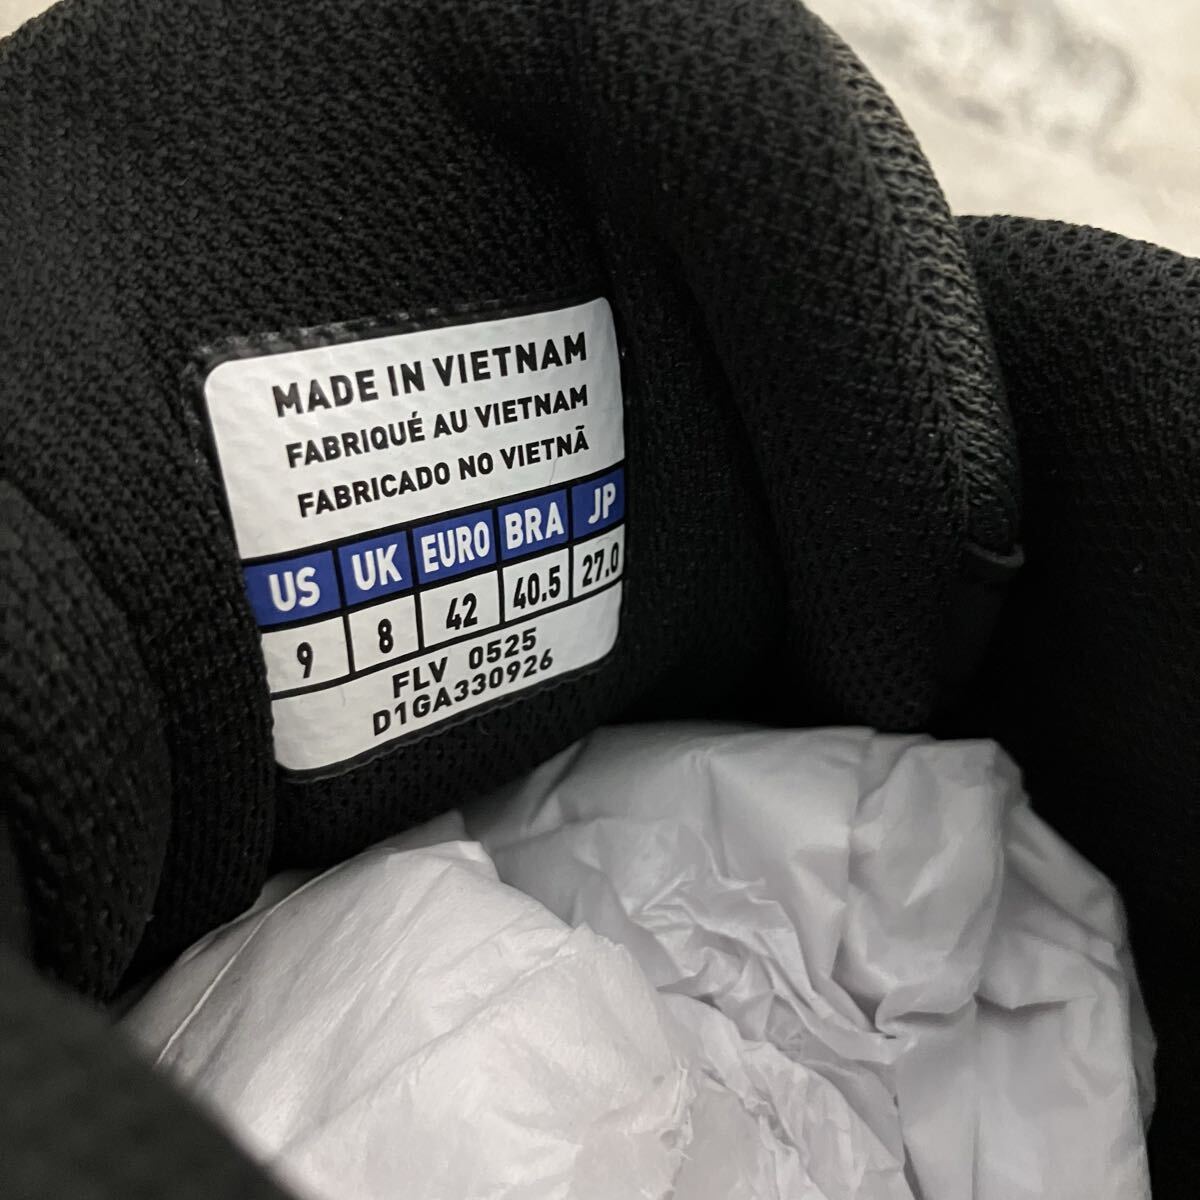 MADE IN VIETNAM
FABRIQUÉ AU VIETNAM
FABRICADO NO VIETNÃ
US UK EURO BRA JP
9 8 42 40.5 27.0
FLV 0525
D1GA330926